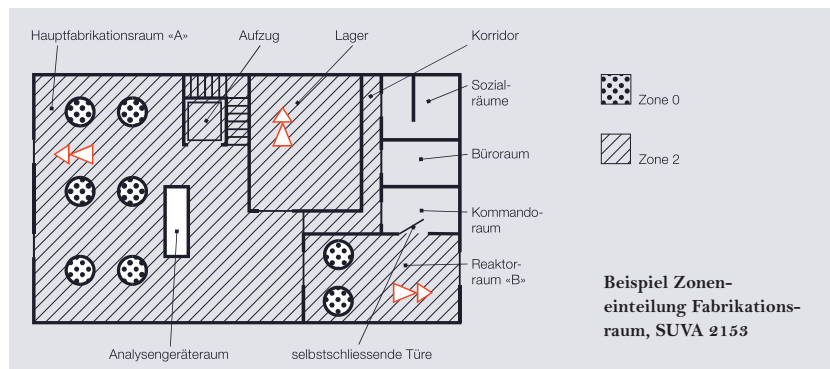 Hauptfabrikationsraum «A»
Aufzug
Lager
Korridor
Sozial-
räume
Büroraum
Kommando-
raum
Reaktor-
raum «B»
Analysengeräteraum
selbstschliessende Türe
Zone 0
Zone 2
Beispiel Zonen-
einteilung Fabrikations-
raum, SUVA 2153